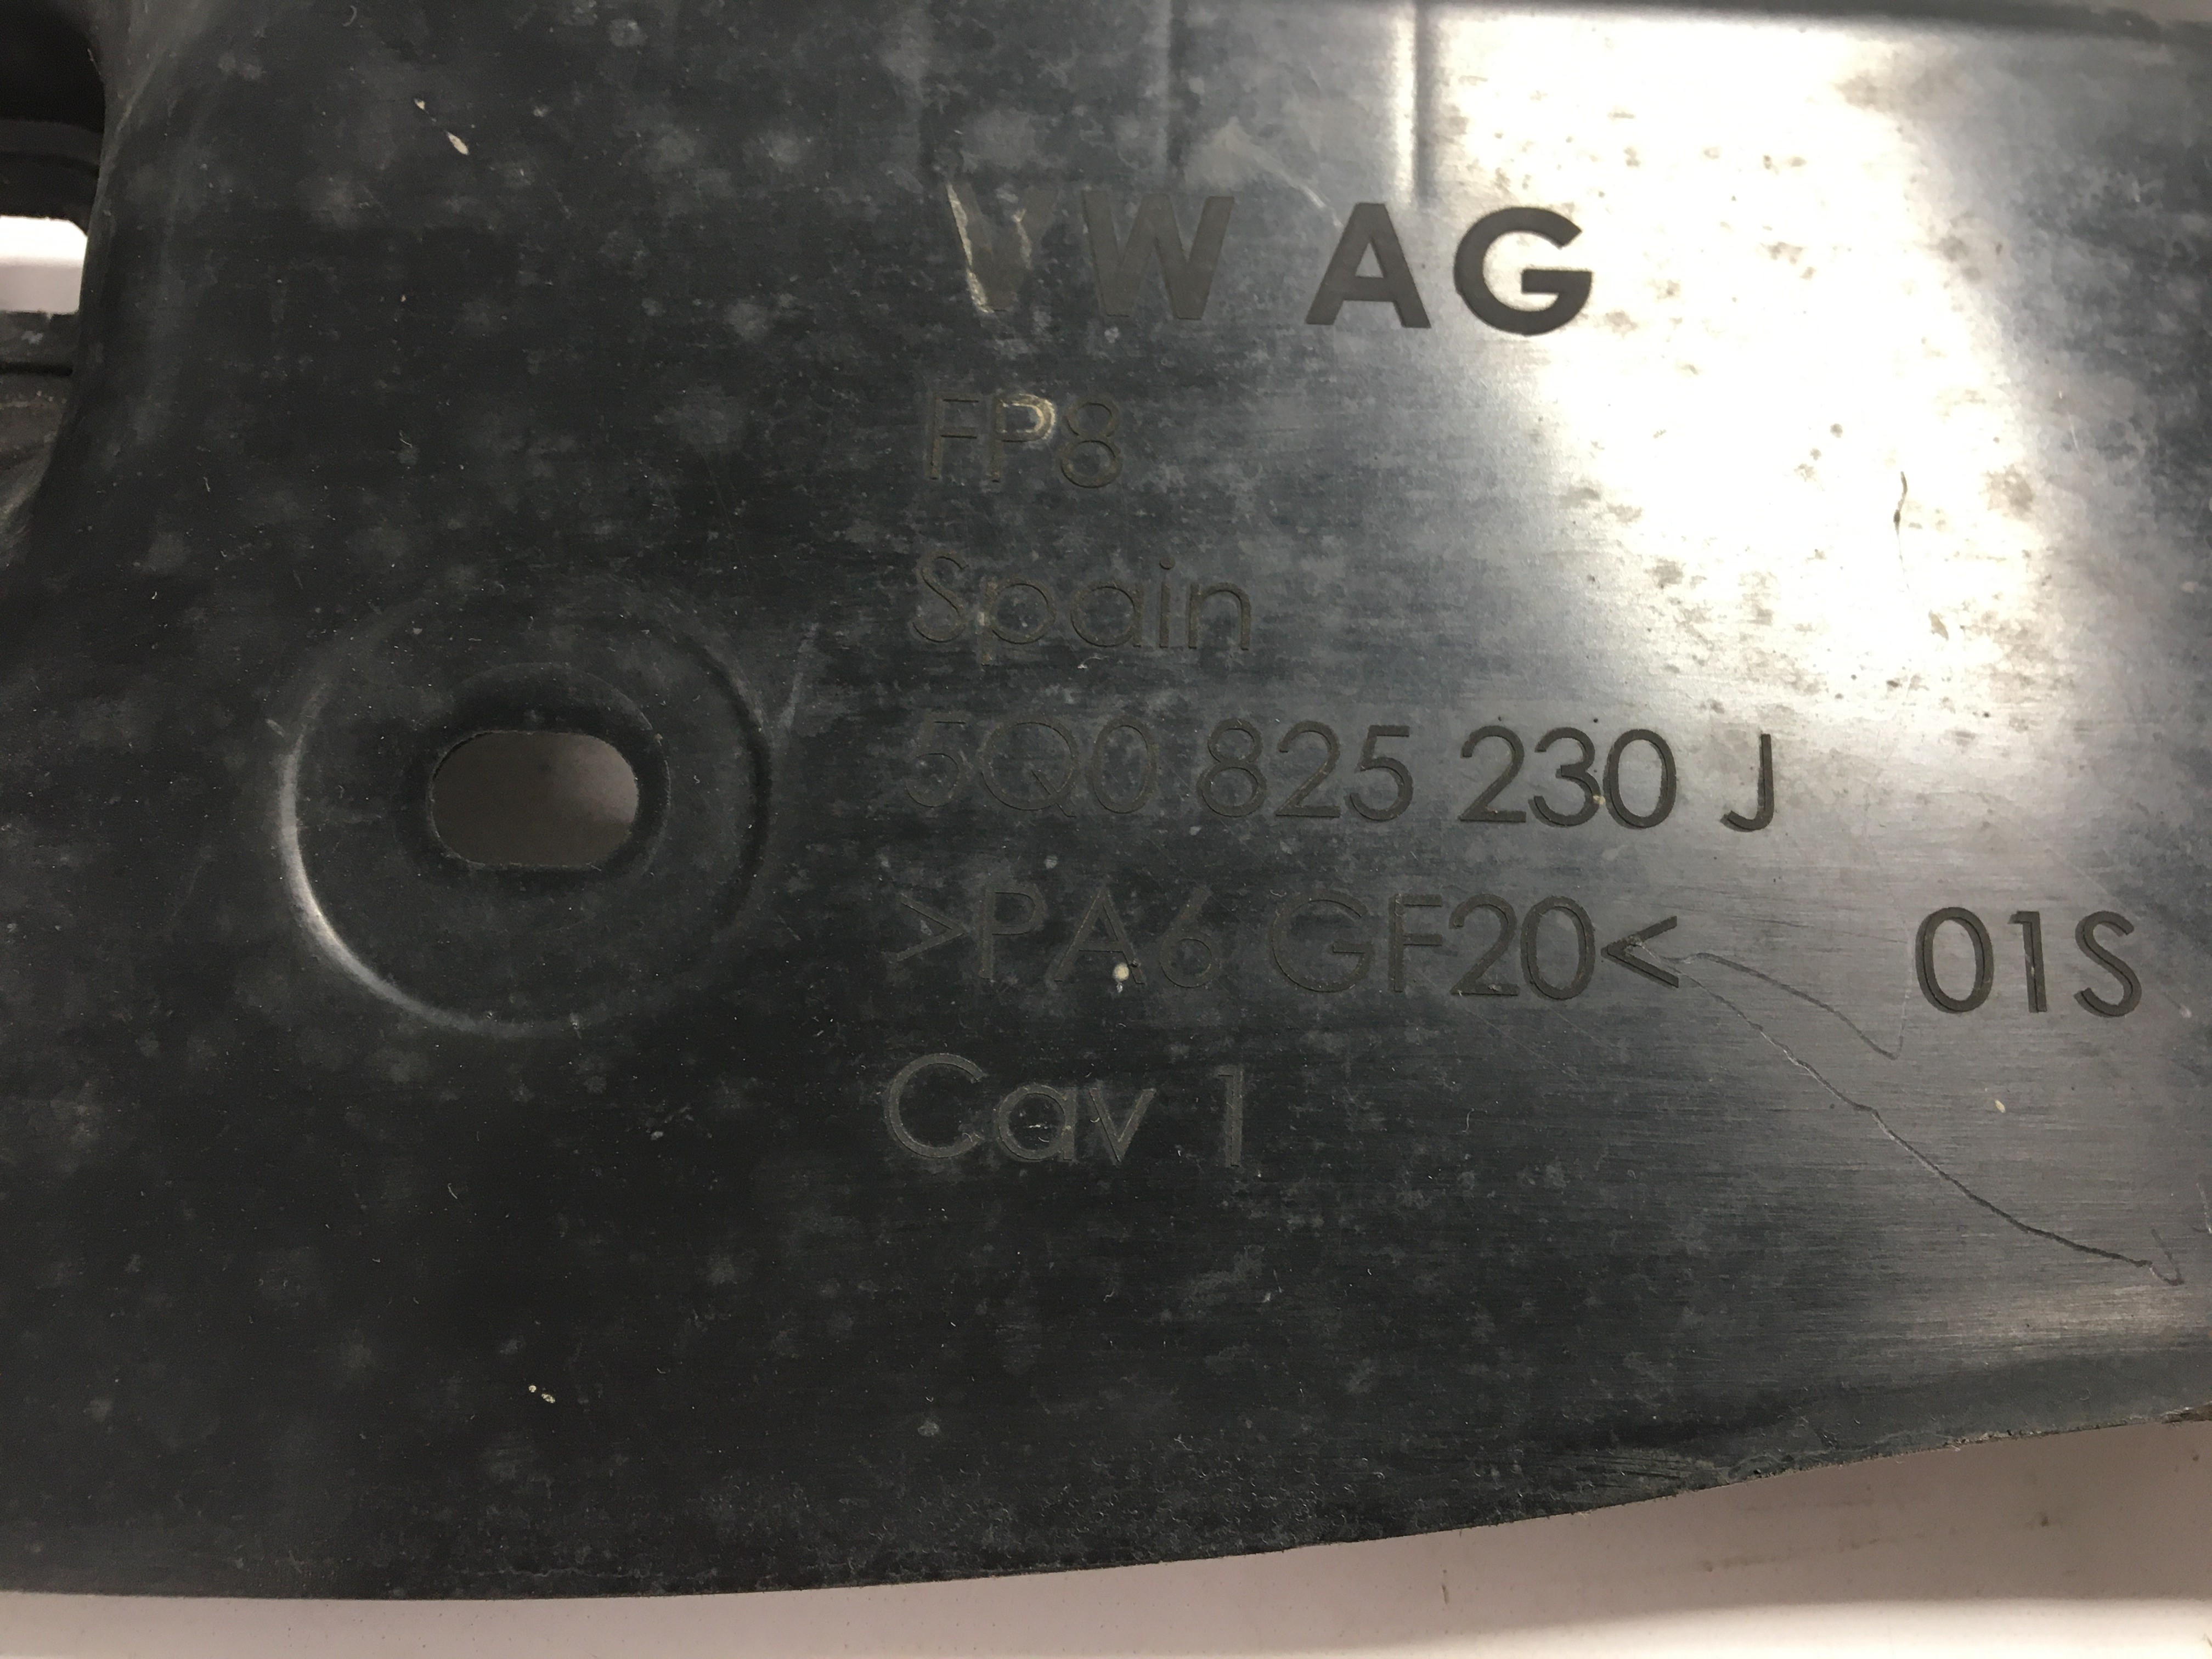 VW AG
FP8
Spain
5Q0 825 230 J
>PA6 GF20< 01S
Cav 1